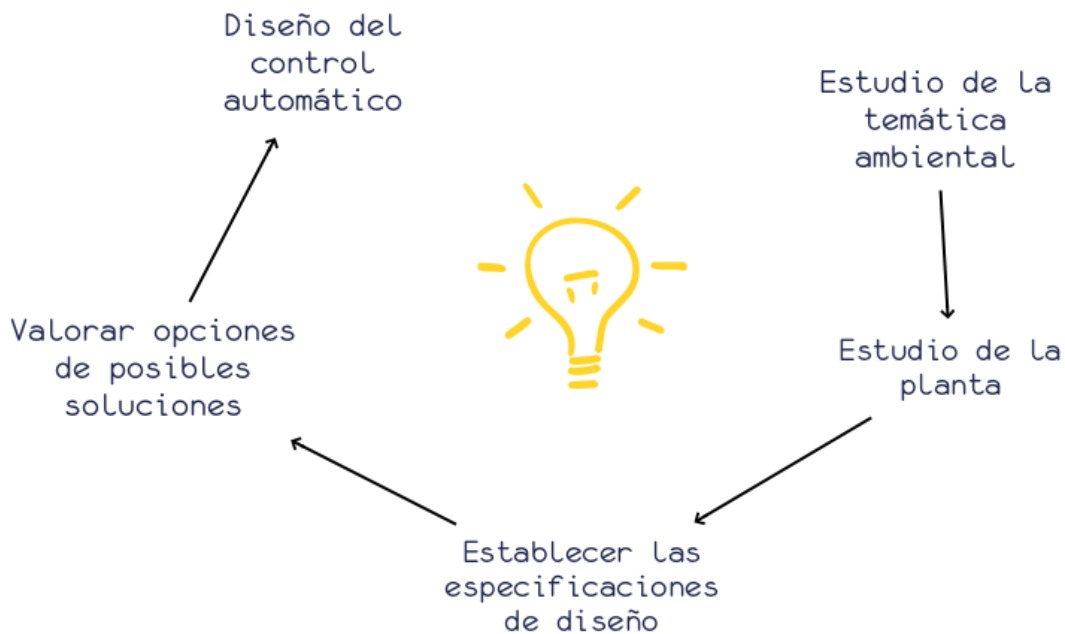 Diseño del
control
automático
Estudio de la
temática
ambiental
Valorar opciones
de posibles
soluciones
Estudio de la
planta
Establecer las
especificaciones
de diseño